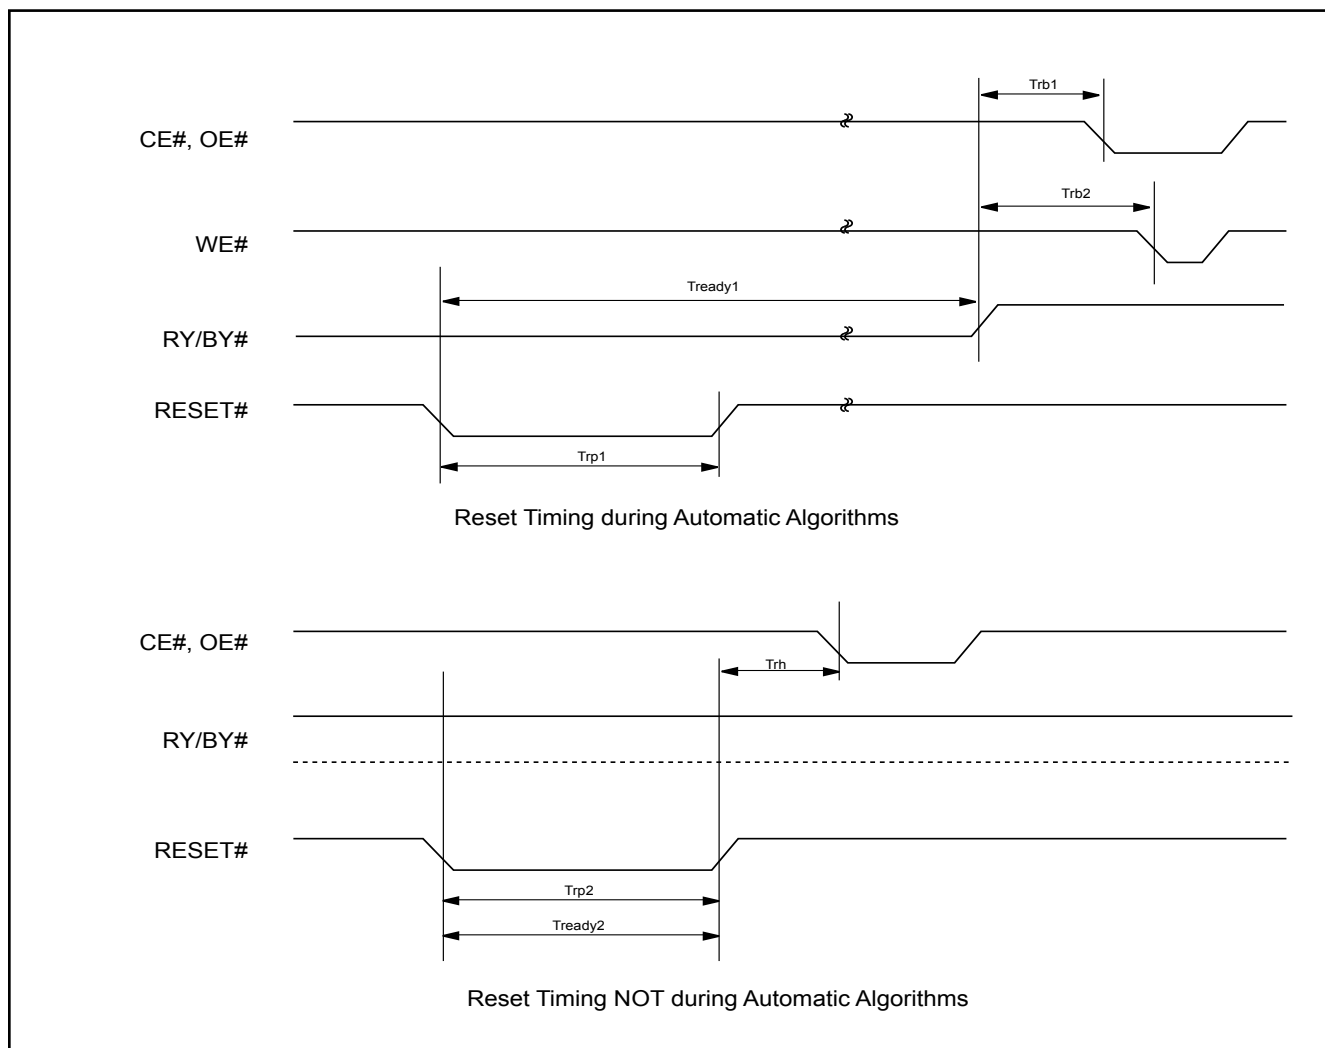 Trb1
CE#, OE#
Trb2
WE#
Tready1
RY/BY#
RESET#
Trp1
Reset Timing during Automatic Algorithms
CE#, OE#
Trh
RY/BY#
RESET#
Trp2
Tready2
Reset Timing NOT during Automatic Algorithms